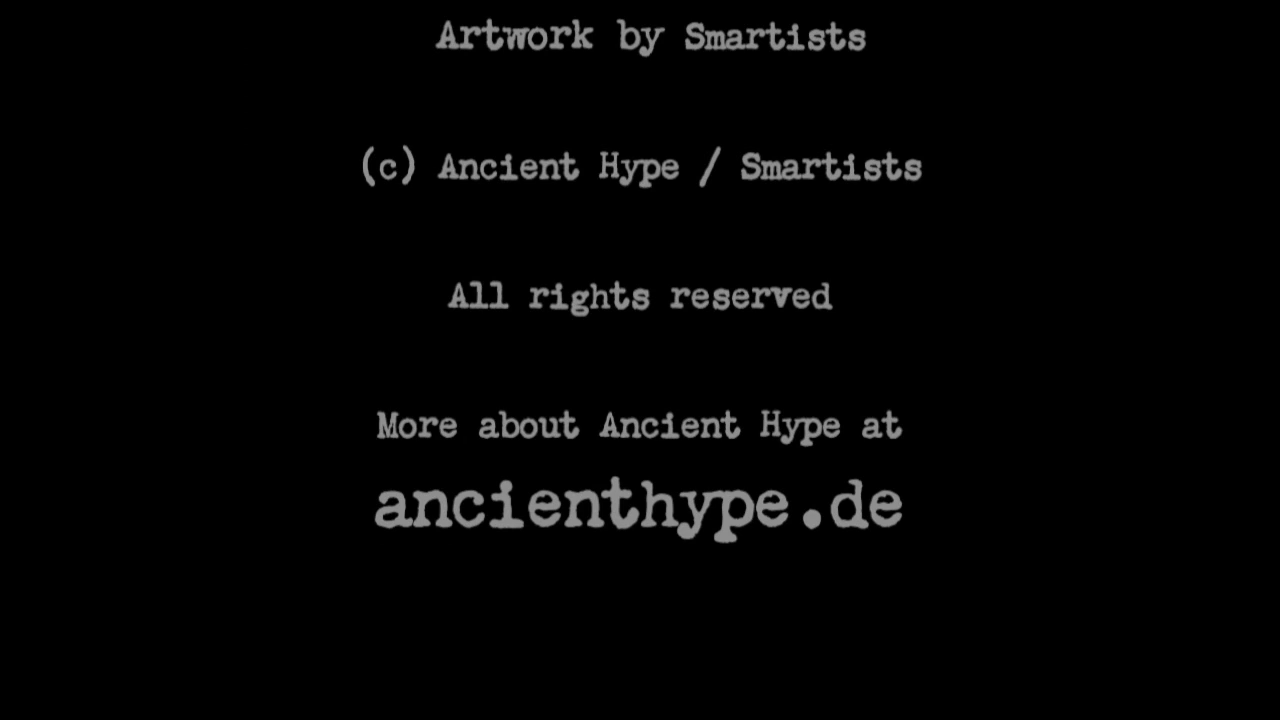 Artwork by Smartists
(c) Ancient Hype / Smartists
All rights reserved
More about Ancient Hype at
ancienthype.de